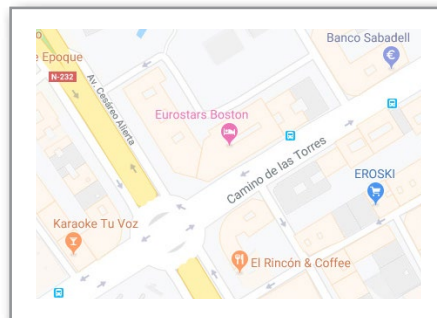 Banco Sabadell
o
e Epoque
N-232
Av. Cesáreo Alierta
Eurostars Boston
Camino de las Torres
EROSKI
Karaoke Tu Voz
El Rincón & Coffee